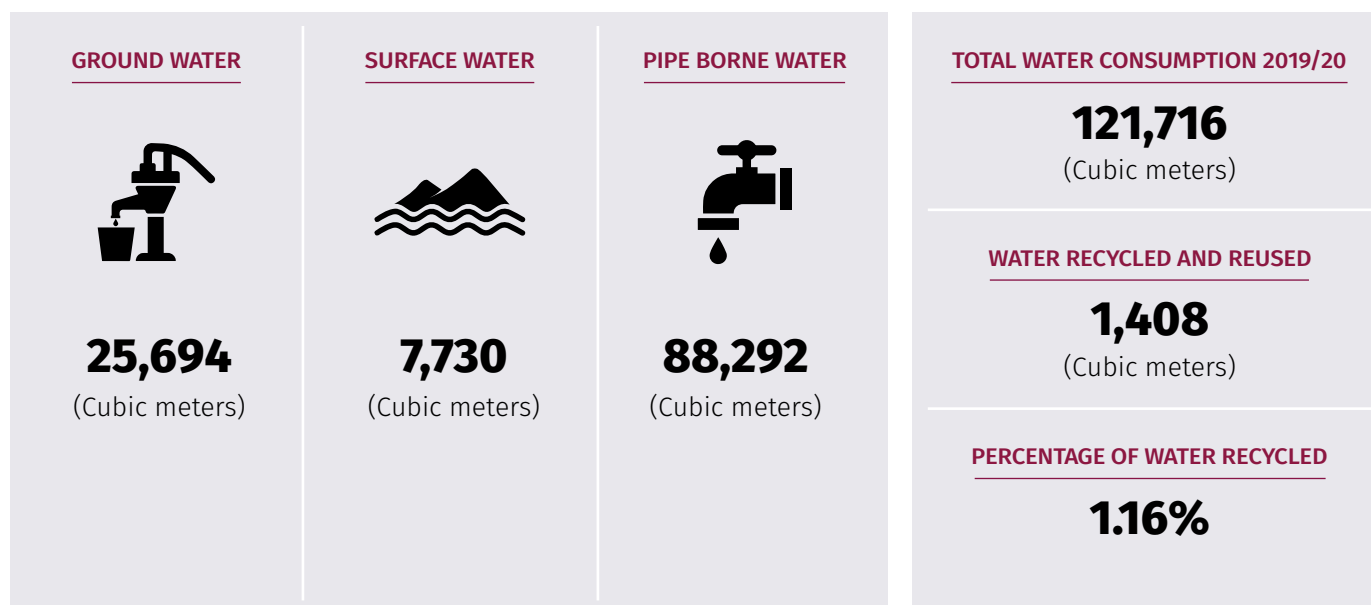 GROUND WATER
25,694
(Cubic meters)
SURFACE WATER
7,730
(Cubic meters)
PIPE BORNE WATER
88,292
(Cubic meters)
TOTAL WATER CONSUMPTION 2019/20
121,716
(Cubic meters)
WATER RECYCLED AND REUSED
1,408
(Cubic meters)
PERCENTAGE OF WATER RECYCLED
1.16%